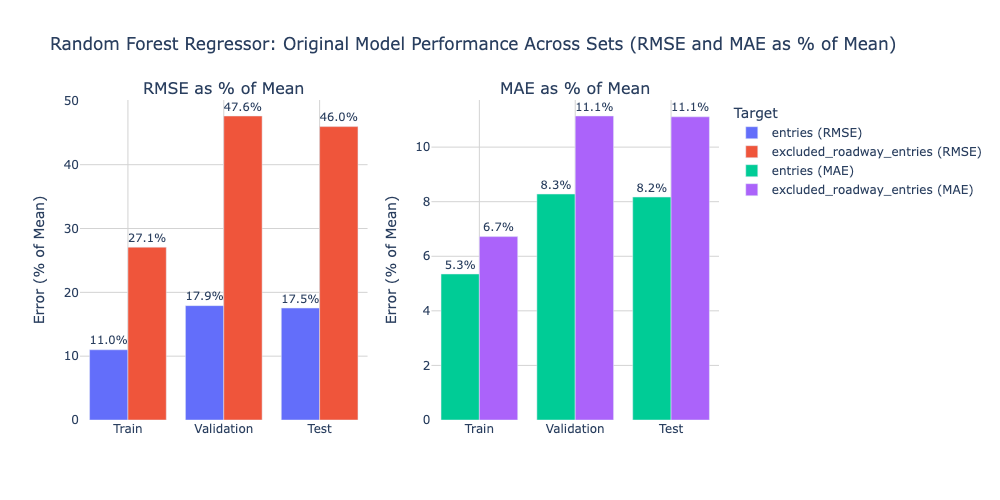 Random Forest Regressor: Original Model Performance Across Sets (RMSE and MAE as % of Mean)
RMSE as % of Mean
Error (% of Mean)
50
40
30
20
10
0
11.0%
27.1%
17.9%
47.6%
17.5%
46.0%
Train
Validation
Test
MAE as % of Mean
Error (% of Mean)
10
8
6
4
2
0
5.3%
6.7%
8.3%
11.1%
8.2%
11.1%
Train
Validation
Test
Target
entries (RMSE)
excluded_roadway_entries (RMSE)
entries (MAE)
excluded_roadway_entries (MAE)